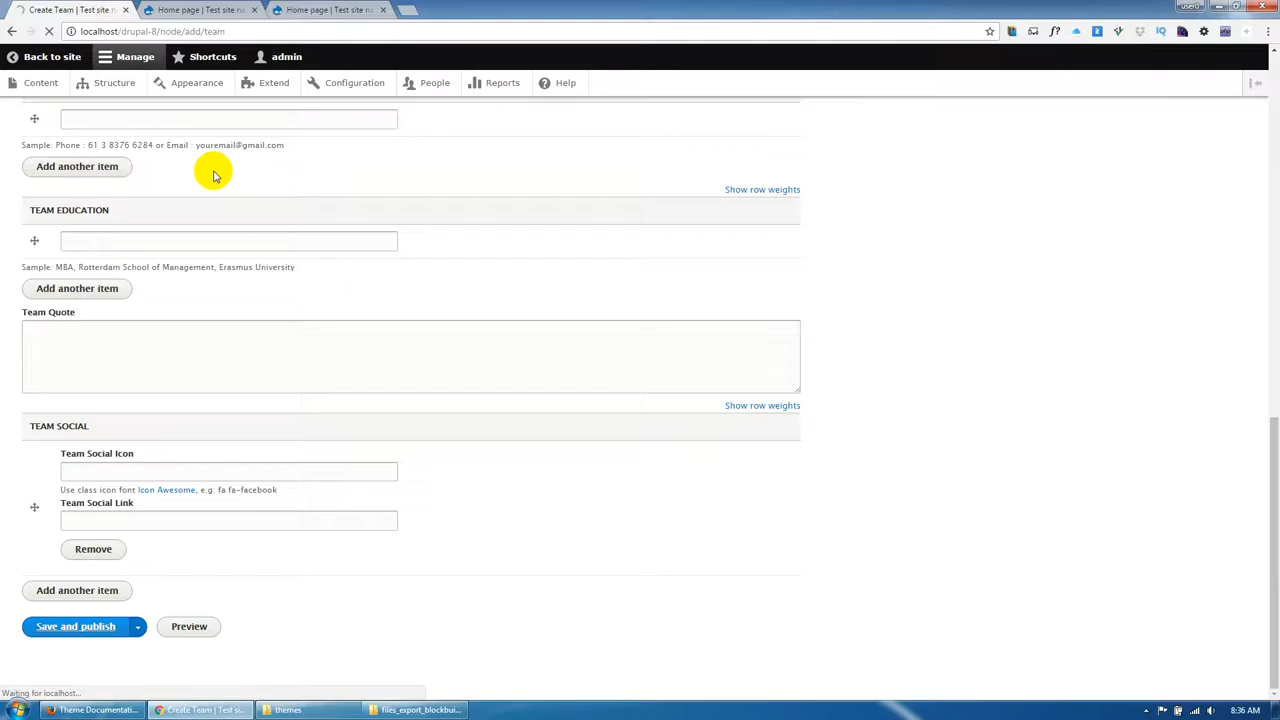 Create Team | Test site n
Home page | Test site na
Home page | Test site na
user0
localhost/drupal-8/node/add/team
Back to site
Manage
Shortcuts
admin
Content
Structure
Appearance
Extend
Configuration
People
Reports
Help
Sample: Phone : 61 3 8376 6284 or Email : youremail@gmail.com
Add another item
Show row weights
TEAM EDUCATION
Sample: MBA, Rotterdam School of Management, Erasmus University
Add another item
Team Quote
Show row weights
TEAM SOCIAL
Team Social Icon
Use class icon font Icon Awesome, e.g. fa fa-facebook
Team Social Link
Remove
Add another item
Save and publish
Preview
Waiting for localhost...
Theme Documentati...
Create Team | Test si...
themes
files_export_blockbui...
8:36 AM